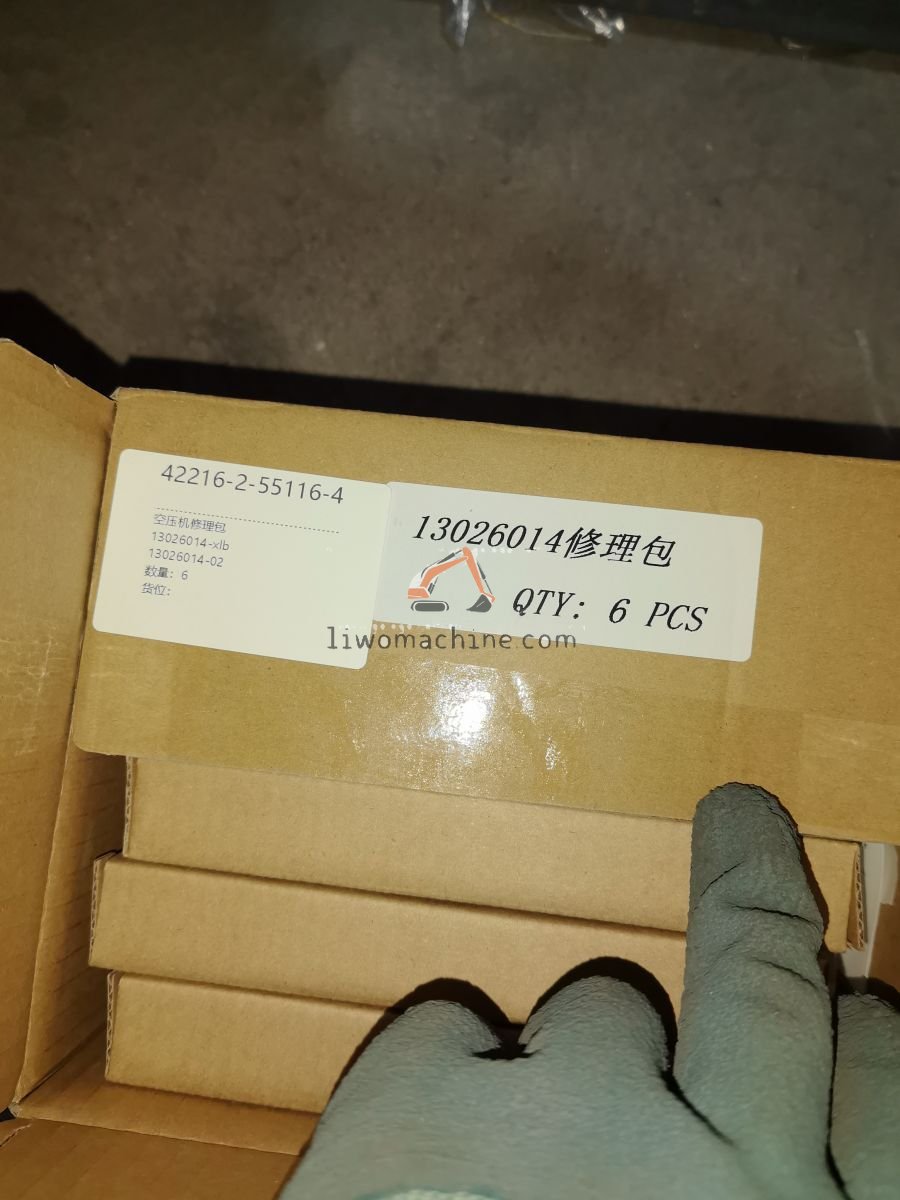 42216-2-55116-4
空压机修理包
13026014-xlb
13026014-02
数量：6
货位：
13026014修理包
QTY: 6 PCS
liwomachine.com